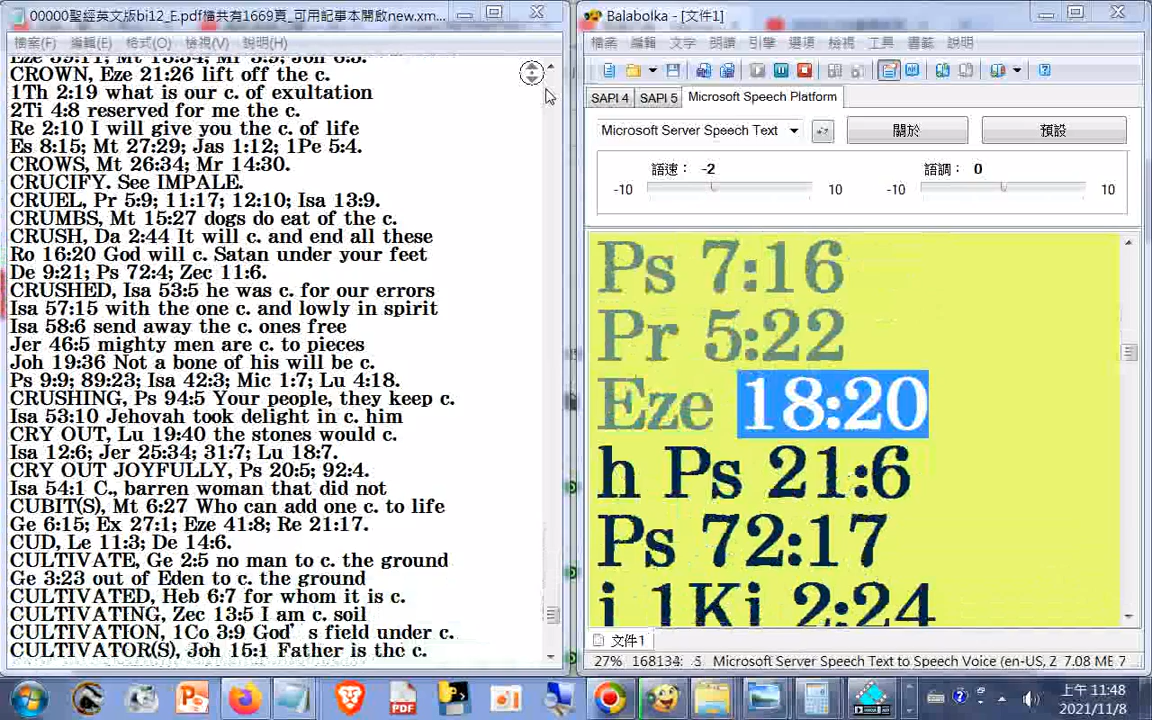 00000聖經英文版bi12_E.pdf檔共有1669頁_可用記事本開啟new.xm...
檔案(F) 編輯(E) 格式(O) 檢視(V) 說明(H)
CROWN, Eze 21:26 lift off the c.
1Th 2:19 what is our c. of exultation
2Ti 4:8 reserved for me the c.
Re 2:10 I will give you the c. of life
Es 8:15; Mt 27:29; Jas 1:12; 1Pe 5:4.
CROWS, Mt 26:34; Mr 14:30.
CRUCIFY. See IMPALE.
CRUEL, Pr 5:9; 11:17; 12:10; Isa 13:9.
CRUMBS, Mt 15:27 dogs do eat of the c.
CRUSH, Da 2:44 It will c. and end all these
Ro 16:20 God will c. Satan under your feet
De 9:21; Ps 72:4; Zec 11:6.
CRUSHED, Isa 53:5 he was c. for our errors
Isa 57:15 with the one c. and lowly in spirit
Isa 58:6 send away the c. ones free
Jer 46:5 mighty men are c. to pieces
Joh 19:36 Not a bone of his will be c.
Ps 9:9; 89:23; Isa 42:3; Mic 1:7; Lu 4:18.
CRUSHING, Ps 94:5 Your people, they keep c.
Isa 53:10 Jehovah took delight in c. him
CRY OUT, Lu 19:40 the stones would c.
Isa 12:6; Jer 25:34; 31:7; Lu 18:7.
CRY OUT JOYFULLY, Ps 20:5; 92:4.
Isa 54:1 C., barren woman that did not
CUBIT(S), Mt 6:27 Who can add one c. to life
Ge 6:15; Ex 27:1; Eze 41:8; Re 21:17.
CUD, Le 11:3; De 14:6.
CULTIVATE, Ge 2:5 no man to c. the ground
Ge 3:23 out of Eden to c. the ground
CULTIVATED, Heb 6:7 for whom it is c.
CULTIVATING, Zec 13:5 I am c. soil
CULTIVATION, 1Co 3:9 God’s field under c.
CULTIVATOR(S), Joh 15:1 Father is the c.
Balabolka - [文件1]
檔案 編輯 文字 朗讀 引擎 選項 檢視 工具 書籤 說明
SAPI 4 SAPI 5 Microsoft Speech Platform
Microsoft Server Speech Text 關於 預設
語速： -2 語調： 0
-10 10 -10 10
Ps 7:16
Pr 5:22
Eze 18:20
h Ps 21:6
Ps 72:17
i 1Ki 2:24
文件1
27% 168134: 5 Microsoft Server Speech Text to Speech Voice (en-US, Z 7.08 ME
PDF
上午 11:48
2021/11/8